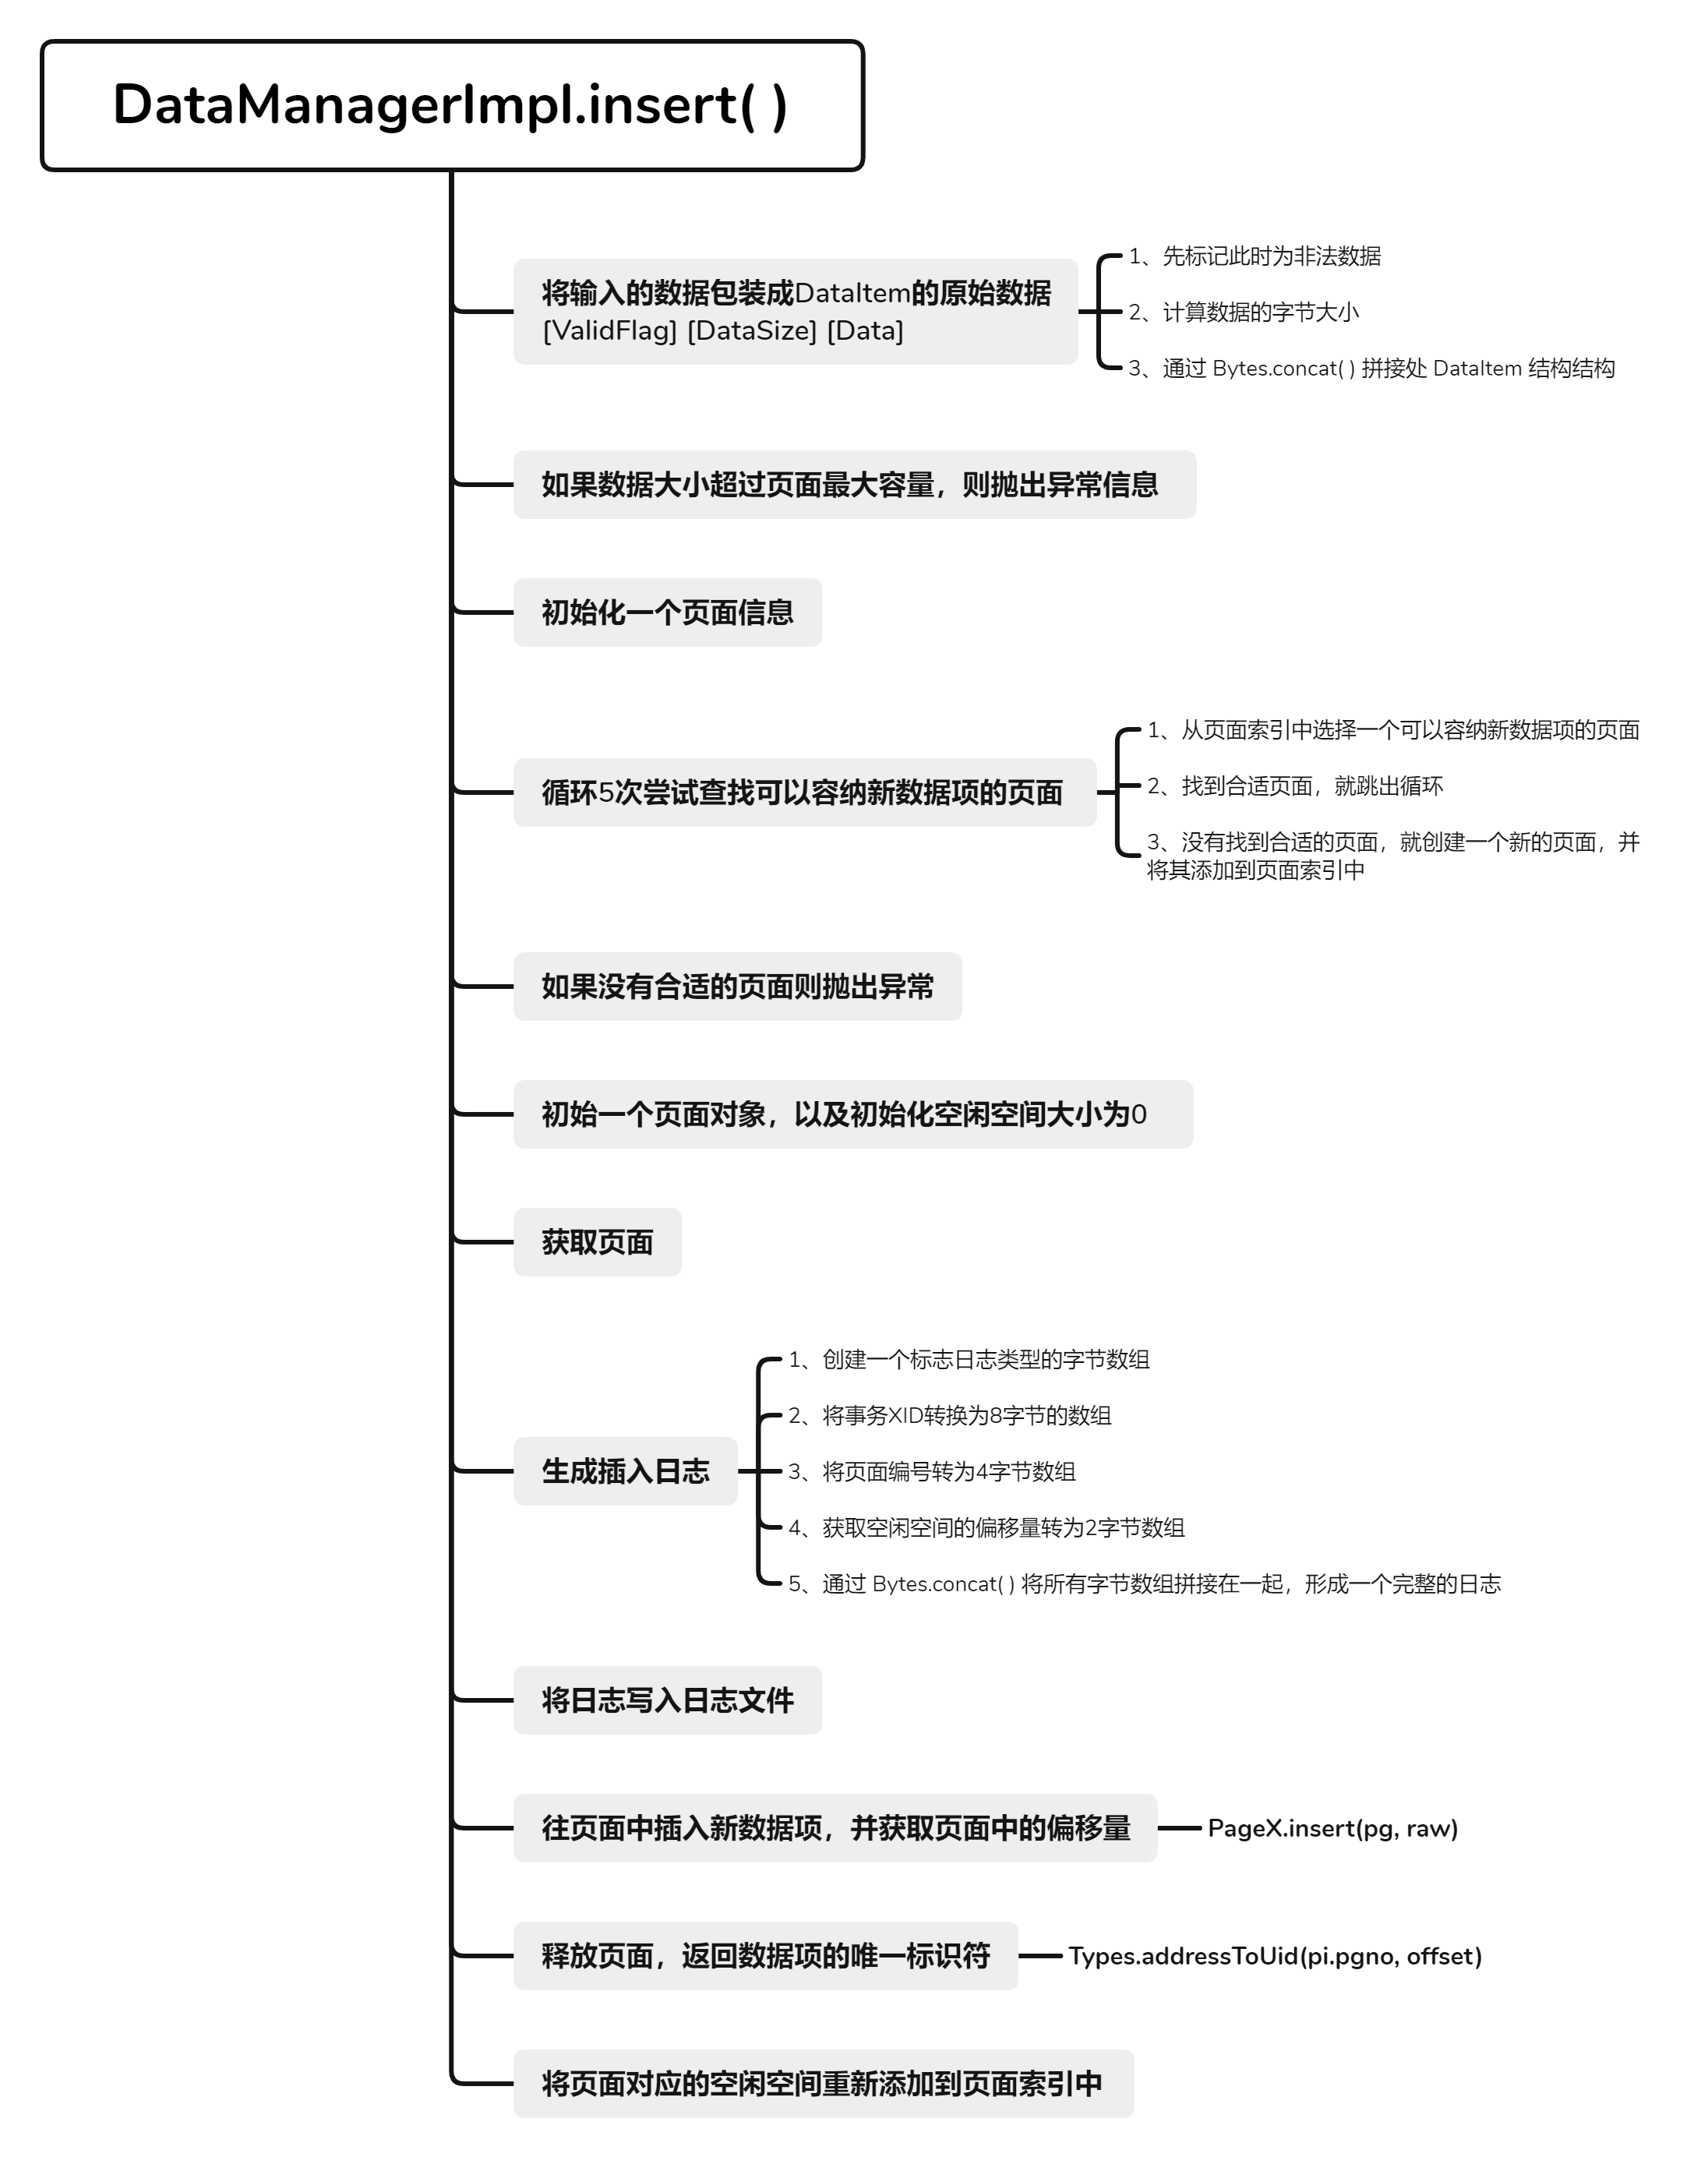 DataManagerImpl.insert( )
将输入的数据包装成DataItem的原始数据
[ValidFlag] [DataSize] [Data]
1、先标记此时为非法数据
2、计算数据的字节大小
3、通过 Bytes.concat( ) 拼接处 DataItem 结构结构
如果数据大小超过页面最大容量，则抛出异常信息
初始化一个页面信息
循环5次尝试查找可以容纳新数据项的页面
1、从页面索引中选择一个可以容纳新数据项的页面
2、找到合适页面，就跳出循环
3、没有找到合适的页面，就创建一个新的页面，并
将其添加到页面索引中
如果没有合适的页面则抛出异常
初始一个页面对象，以及初始化空闲空间大小为0
获取页面
生成插入日志
1、创建一个标志日志类型的字节数组
2、将事务XID转换为8字节的数组
3、将页面编号转为4字节数组
4、获取空闲空间的偏移量转为2字节数组
5、通过 Bytes.concat( ) 将所有字节数组拼接在一起，形成一个完整的日志
将日志写入日志文件
往页面中插入新数据项，并获取页面中的偏移量
PageX.insert(pg, raw)
释放页面，返回数据项的唯一标识符
Types.addressToUid(pi.pgno, offset)
将页面对应的空闲空间重新添加到页面索引中